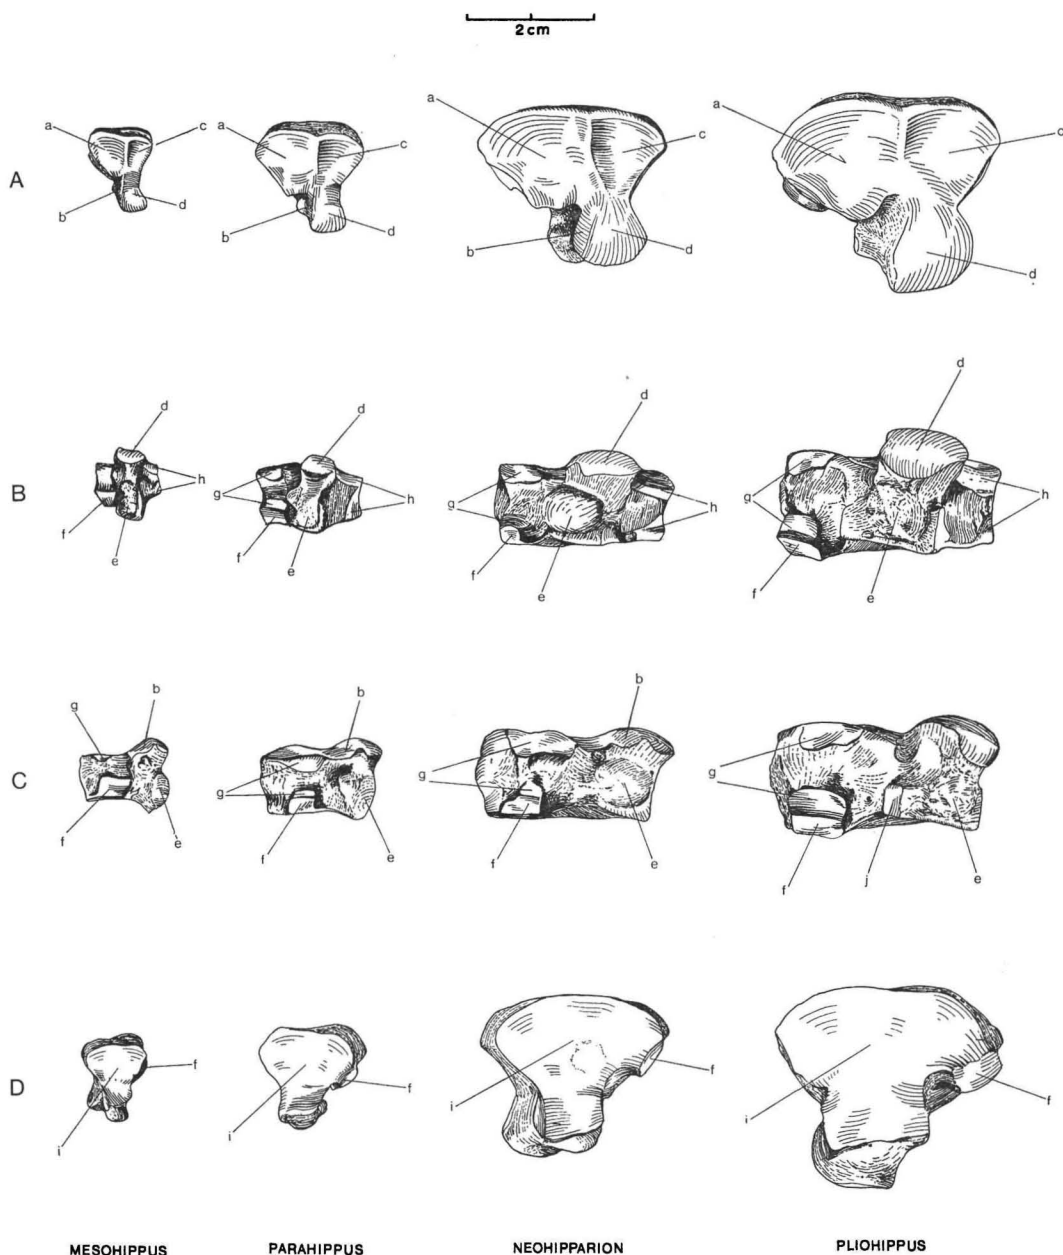 2 cm
a c a c a c a c
A
b d b d b d d
d d d d
B
g g g
h h h h
f f f f
e e e e
g b b b
C
g g g
f e f e f e f j e
D
f f f f
i i i i
MESOHIPPUS PARAHIPPUS NEOHIPPARION PLIOHIPPUS